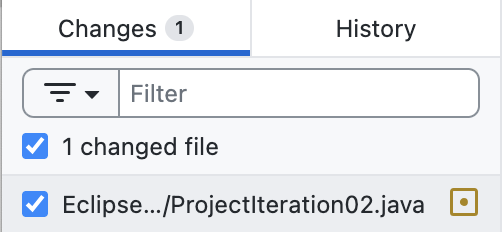 Changes 1 History
Filter
1 changed file
Eclipse.../ProjectIteration02.java